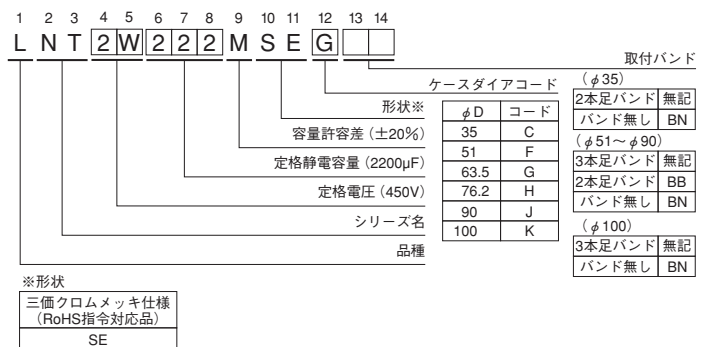 1 2 3 4 5 6 7 8 9 10 11 12 13 14
L N T 2 W 2 2 2 M S E G
取付バンド
(φ35)
2本足バンド 無記
バンド無し BN
(φ51～φ90)
3本足バンド 無記
2本足バンド BB
バンド無し BN
(φ100)
3本足バンド 無記
バンド無し BN
ケースダイアコード
φD コード
35 C
51 F
63.5 G
76.2 H
90 J
100 K
形状※
容量許容差 (±20%)
定格静電容量 (2200μF)
定格電圧 (450V)
シリーズ名
品種
※形状
三価クロムメッキ仕様
(RoHS指令対応品)
SE